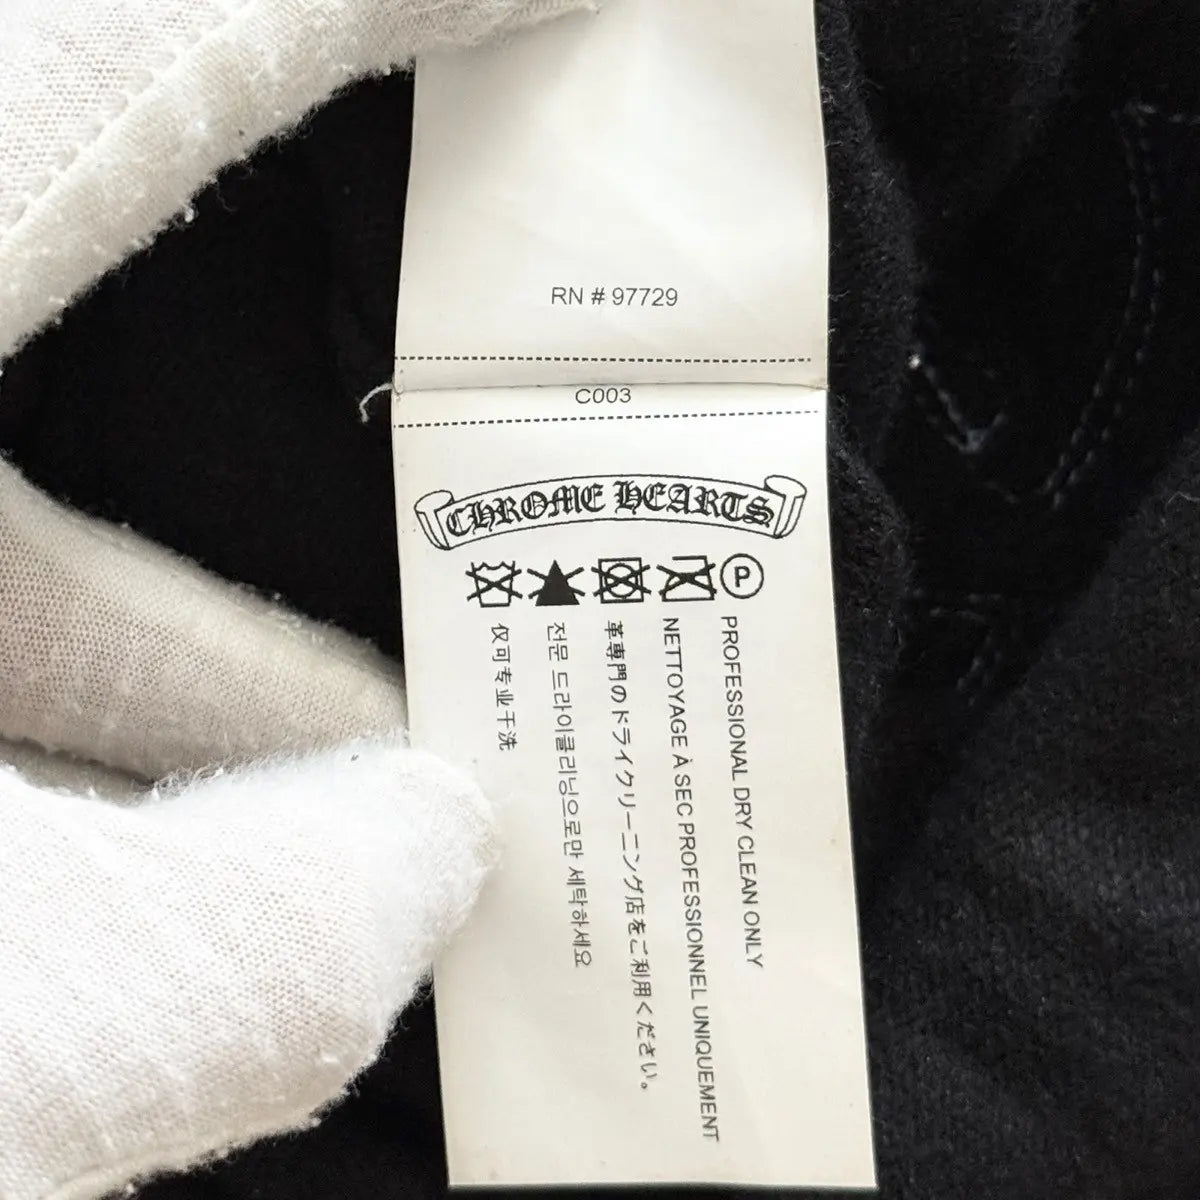 RN # 97729
C003
CHROME HEARTS
P
PROFESSIONAL DRY CLEAN ONLY
NETTOYAGE À SEC PROFESSIONNEL UNIQUEMENT
革専門のドライクリーニング店をご利用ください。
전문 드라이클리닝으로만 세탁하세요
仅可专业干洗